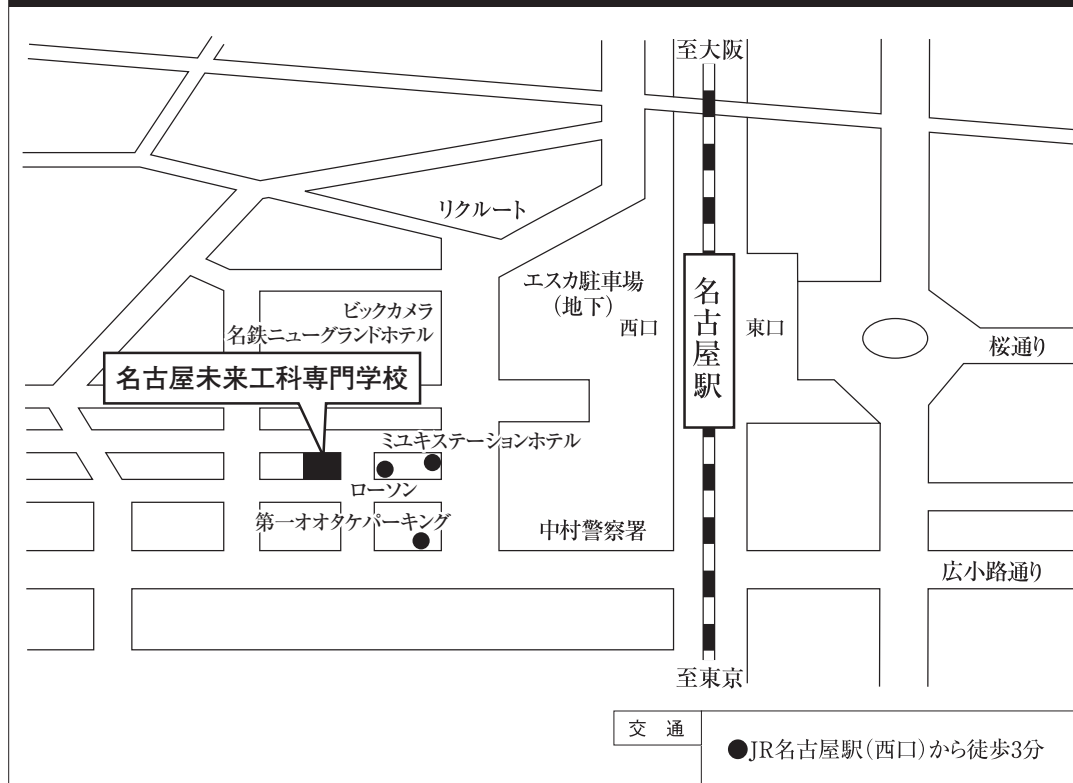 至大阪
リクルート
エスカ駐車場
（地下）
西口
名古屋駅
東口
ビックカメラ
名鉄ニューグランドホテル
桜通り
名古屋未来工科専門学校
ミユキステーションホテル
ローソン
第一オオタケパーキング
中村警察署
広小路通り
至東京
交　通
●JR名古屋駅（西口）から徒歩3分